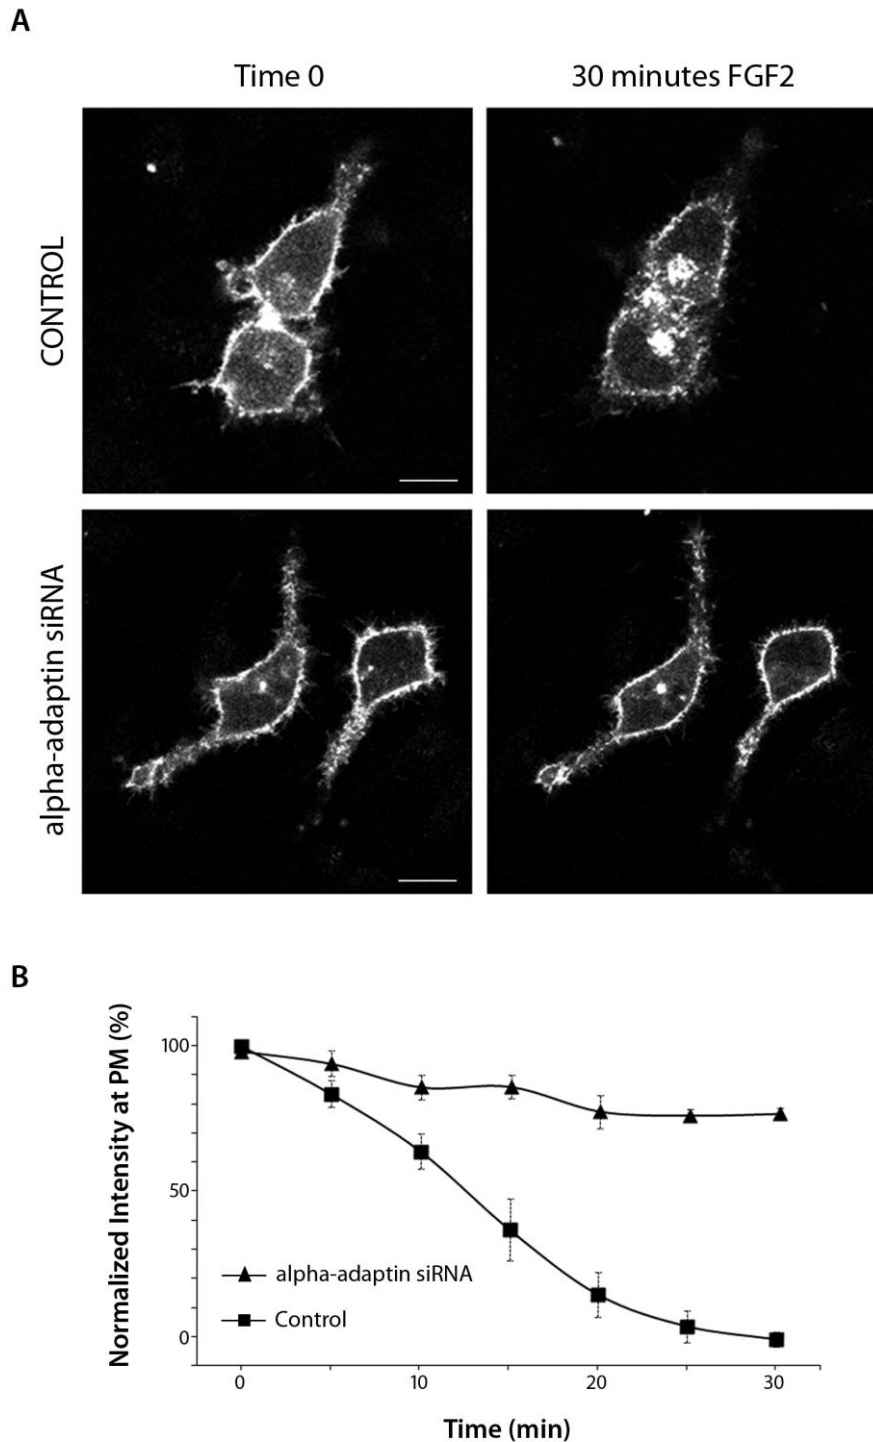 A
Time 0
30 minutes FGF2
CONTROL
alpha-adaptin siRNA
B
Normalized Intensity at PM (%)
100
50
0
alpha-adaptin siRNA
Control
0
10
20
30
Time (min)